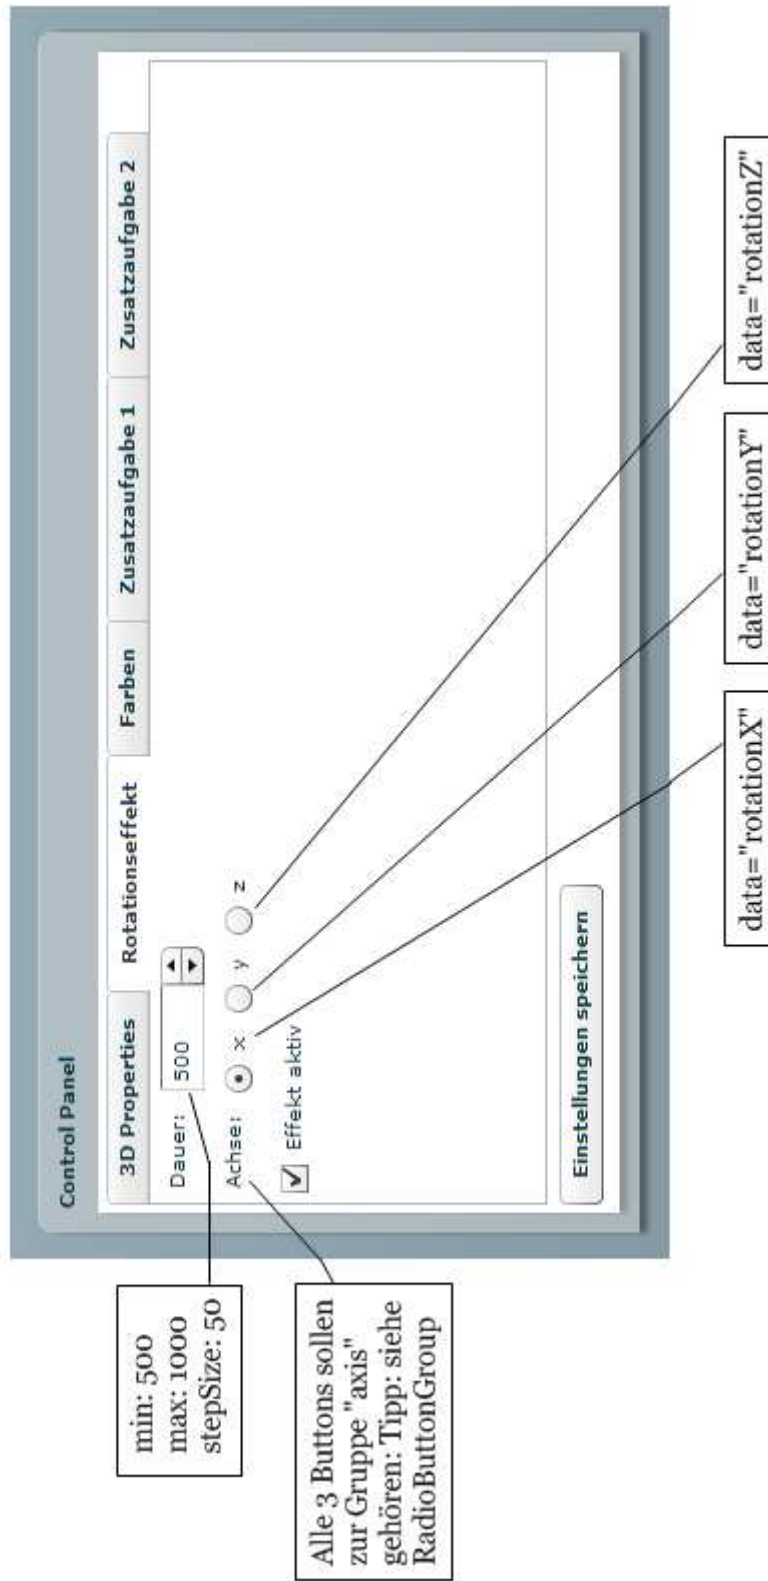 Control Panel
3D Properties
Rotationseffekt
Farben
Zusatzaufgabe 1
Zusatzaufgabe 2
Dauer: 500
Achse: x y z
Effekt aktiv
Einstellungen speichern
min: 500
max: 1000
stepSize: 50
Alle 3 Buttons sollen
zur Gruppe "axis"
gehören: Tipp: siehe
RadioButtonGroup
data="rotationX"
data="rotationY"
data="rotationZ"